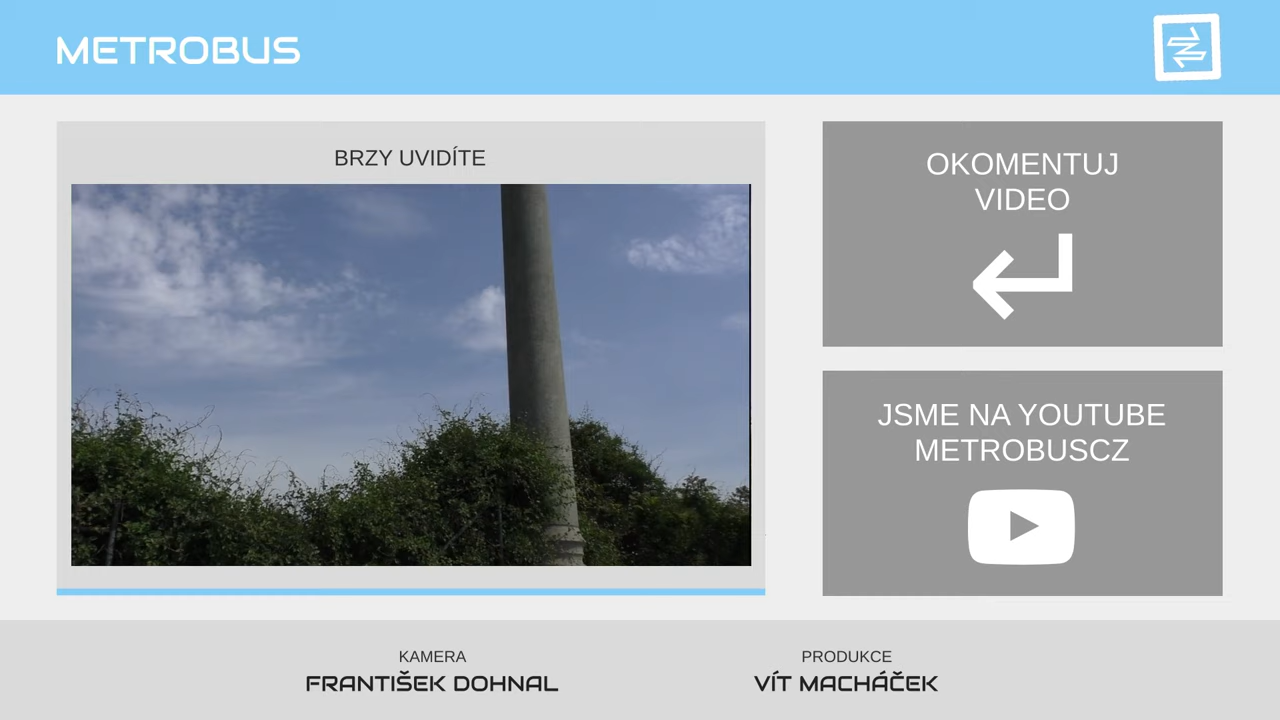 METROBUS
BRZY UVIDÍTE
OKOMENTUJ
VIDEO
JSME NA YOUTUBE
METROBUSCZ
KAMERA
FRANTIŠEK DOHNAL
PRODUKCE
VÍT MACHÁČEK